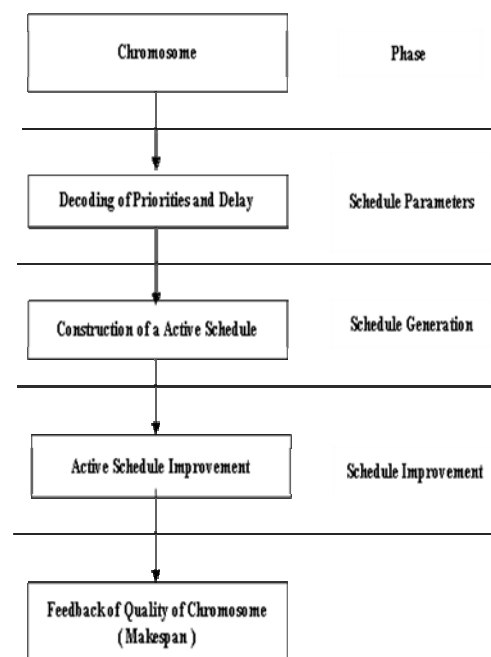 Chromosome
Phase
Decoding of Priorities and Delay
Schedule Parameters
Construction of a Active Schedule
Schedule Generation
Active Schedule Improvement
Schedule Improvement
Feedback of Quality of Chromosome
( Makespan )